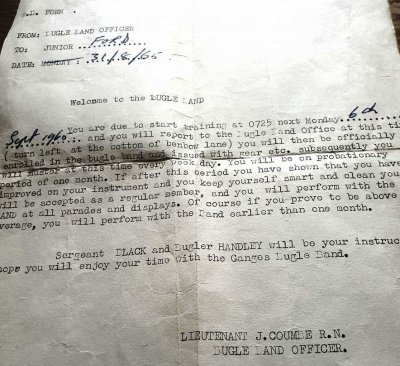 .D. FORM
FROM: BUGLE BAND OFFICER
TO: JUNIOR ..FORD...
DATE: MONDAY : 31/8/65
Welcome to the BUGLE BAND
You are due to start training at 0725 next Monday 6th
Sept 1965 and you will report to the Bugle Band Office at this ti
( turn left at the bottom of benbow lane) you will then be officially
enrolled in the bugle band and issued with gear etc. subsequently you
will muster at this time every week day. You will be on probationary
period of one month. If after this period you have shown that you have
improved on your instrument and you keep yourself smart and clean you
will be accepted as a regular member, and you will perform with the
BAND at all parades and displays. Of course if you prove to be above
verage, you will perform with the Band earlier than one month.
Sergeant BLACK and Bugler HANDLEY will be your instruc
hope you will enjoy your time with the Ganges Bugle Band.
LIEUTENANT J.COUMBE R.N.
BUGLE BAND OFFICER.